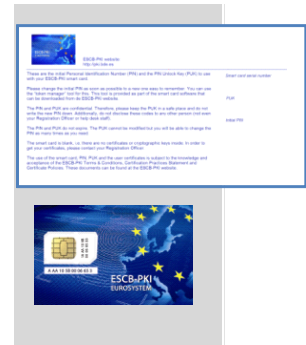 ESCB-PKI website
http://pki.ecb.eu
These are the initial Personal Identification Number (PIN) and the PIN Unlock Key (PUK) to use
with your ESCB-PKI smart card.
Smart card serial number
Please change the initial PIN as soon as possible to a new one easy to remember. You can use
the "token manager" tool for this. This tool is provided as part of the smart card software that
can be downloaded from de ESCB-PKI website
PUK
The PIN and PUK are confidential. Therefore, please keep the PUK in a safe place and do not
write the new PIN down. Additionally, do not disclose these codes to any other person (not even
your Registration Officer or help desk staff).
Initial PIN
The PIN and PUK do not expire. The PUK cannot be modified but you will be able to change the
PIN as many times as you need
The smart card is blank, i.e. there are no certificates or cryptographic keys inside. In order to
get your certificates, please contact your Registration Officer.
The use of the smart card, PIN, PUK and the user certificates is subject to the knowledge and
acceptance of the ESCB-PKI Terms & Conditions, Certification Practices Statement and
Certificate Policies. These documents can be found at the ESCB-PKI website.
ESCB-PKI
EUROSYSTEM